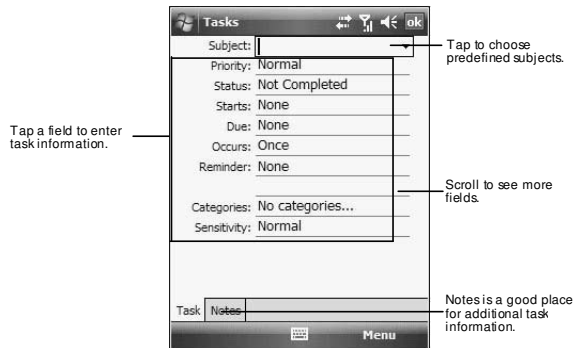 Tasks ok
Subject:
Tap to choose
predefined subjects.
Priority: Normal
Status: Not Completed
Starts: None
Due: None
Occurs: Once
Reminder: None
Categories: No categories...
Sensitivity: Normal
Tap a field to enter
task information.
Scroll to see more
fields.
Task Notes
Notes is a good place
for additional task
information.
Menu